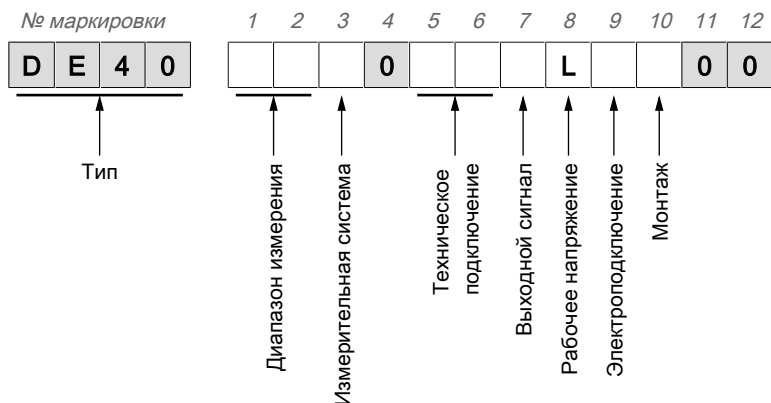 № маркировки 1 2 3 4 5 6 7 8 9 10 11 12
D E 4 0 0 L 0 0
Тип
Диапазон измерения
Измерительная система
Техническое
подключение
Выходной сигнал
Рабочее напряжение
Электроподключение
Монтаж